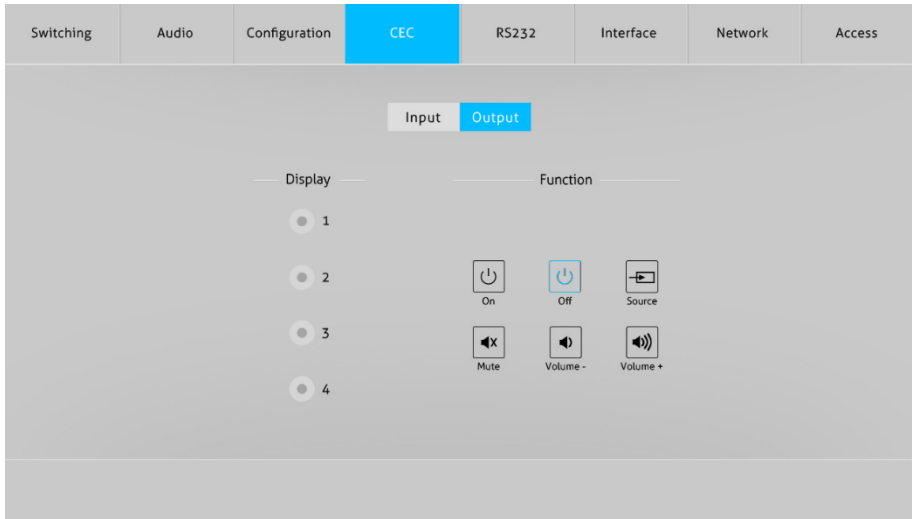 Switching Audio Configuration CEC RS232 Interface Network Access
Input Output
Display Function
1
2
3
4
On Off Source
Mute Volume - Volume +